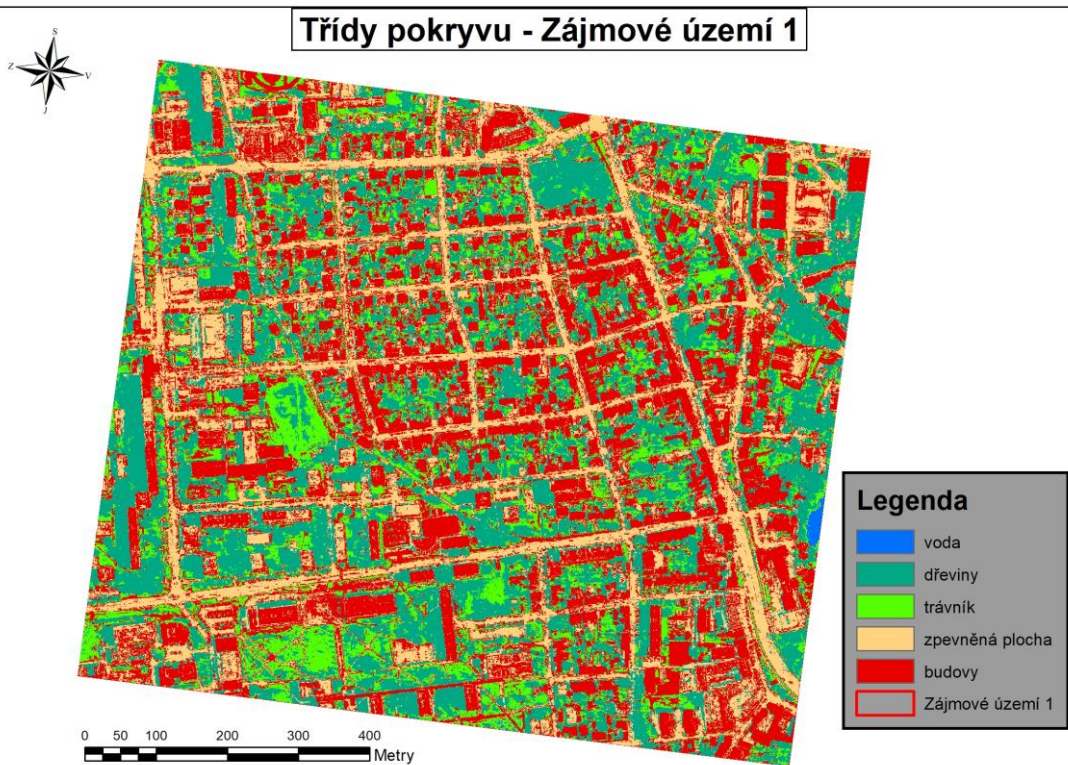 Třídy pokryvu - Zájmové území 1
S
Z
V
J
Legenda
voda
dřeviny
trávník
zpevněná plocha
budovy
Zájmové území 1
0 50 100 200 300 400
Metry